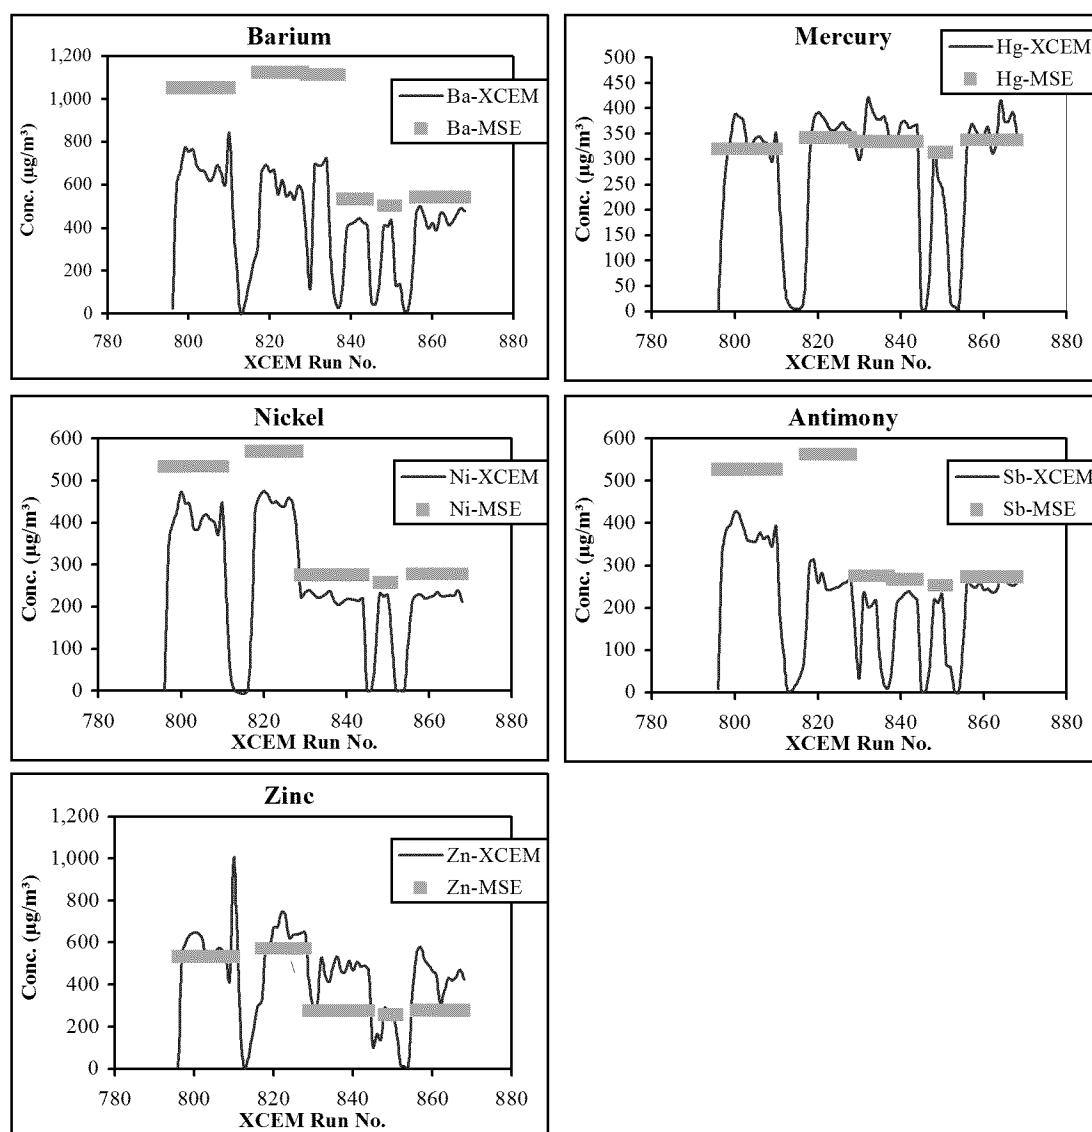 Barium
1,200
1,000
800
600
400
200
0
Conc. (µg/m³)
Ba-XCEM
Ba-MSE
780 800 820 840 860 880
XCEM Run No.
Mercury
500
450
400
350
300
250
200
150
100
50
0
Conc. (µg/m³)
Hg-XCEM
Hg-MSE
780 800 820 840 860 880
XCEM Run No.
Nickel
600
500
400
300
200
100
0
Conc. (µg/m³)
Ni-XCEM
Ni-MSE
780 800 820 840 860 880
XCEM Run No.
Antimony
600
500
400
300
200
100
0
Conc. (µg/m³)
Sb-XCEM
Sb-MSE
780 800 820 840 860 880
XCEM Run No.
Zinc
1,200
1,000
800
600
400
200
0
Conc. (µg/m³)
Zn-XCEM
Zn-MSE
780 800 820 840 860 880
XCEM Run No.